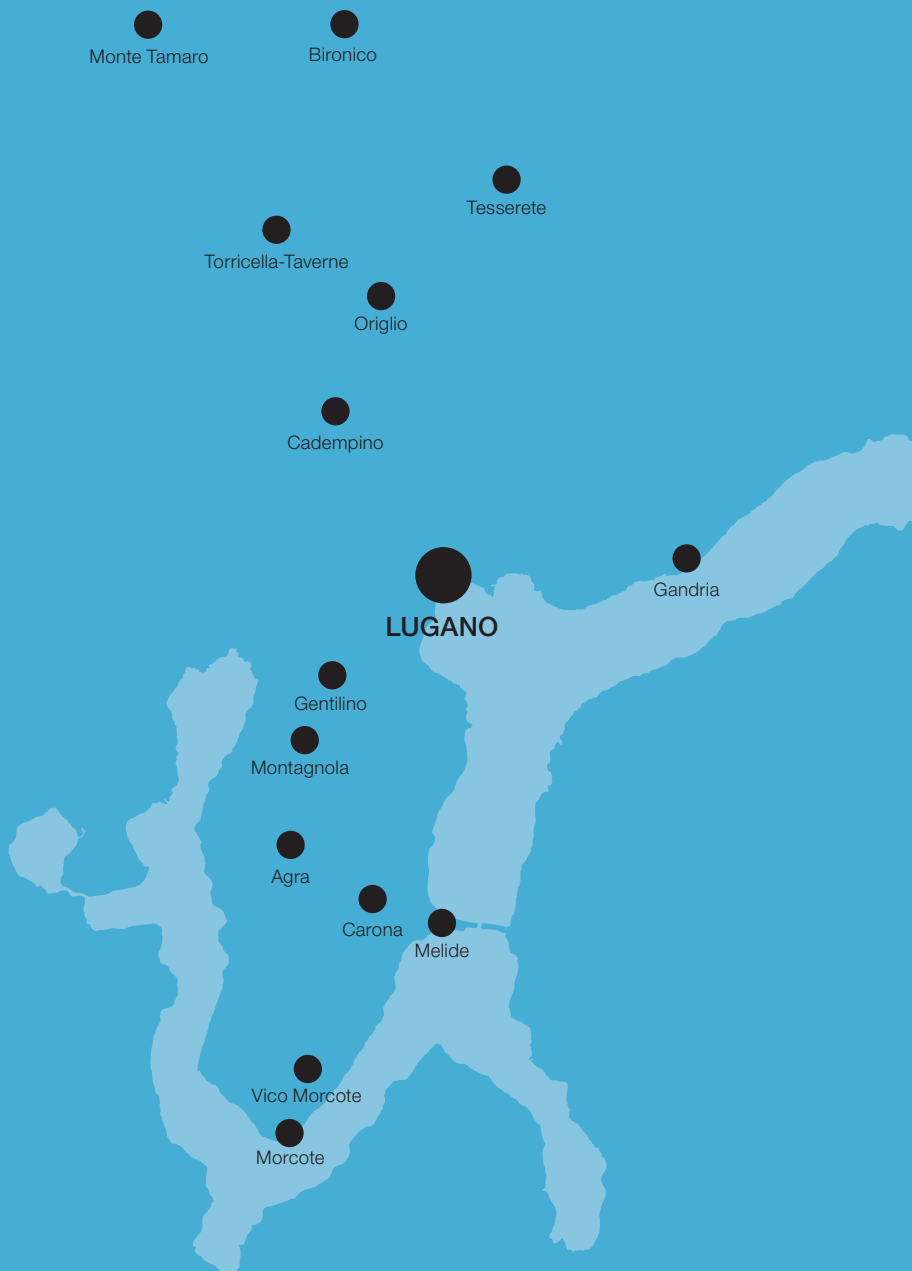 Monte Tamaro
Bironico
Tesserete
Torricella-Taverne
Origlio
Cadempino
Gandria
LUGANO
Gentilino
Montagnola
Agra
Carona
Melide
Vico Morcote
Morcote